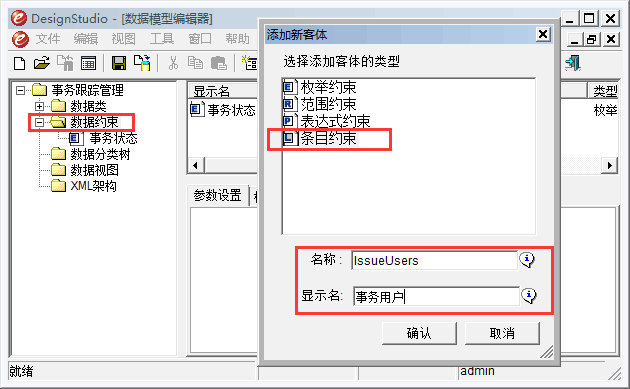 DesignStudio - [数据模型编辑器]
文件 编辑 视图 工具 窗口 帮助
事务跟踪管理
数据类
数据约束
事务状态
数据分类树
数据视图
XML架构
显示名
类型
事务状态
枚举
参数设置
添加新客体
选择添加客体的类型
枚举约束
范围约束
表达式约束
条目约束
名称：
IssueUsers
显示名:
事务用户
确认
取消
就绪
admin